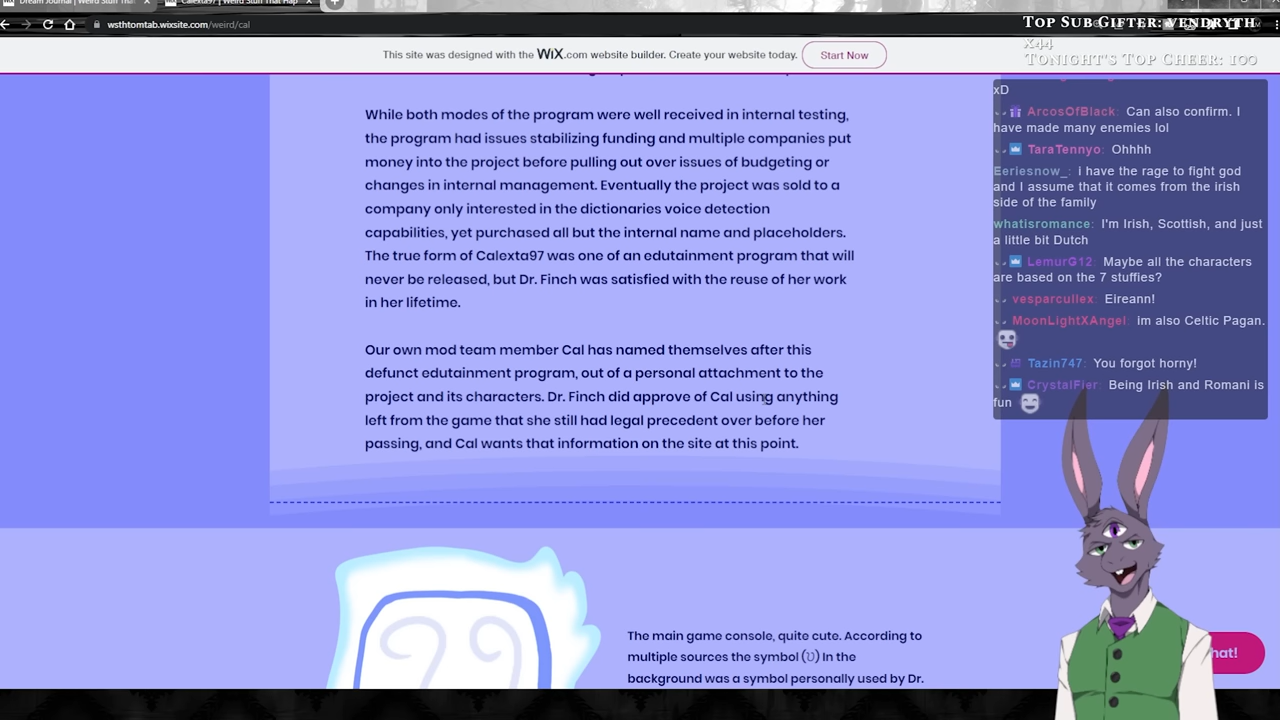 Dream Journal | Weird Stuff Tha
Calexta97 | Weird Stuff That Hap
wsthtomtab.wixsite.com/weird/cal
TOP SUB GIFTER: VENDRYTH
X44
TONIGHT'S TOP CHEER: 100
This site was designed with the WiX.com website builder. Create your website today.
Start Now
While both modes of the program were well received in internal testing,
the program had issues stabilizing funding and multiple companies put
money into the project before pulling out over issues of budgeting or
changes in internal management. Eventually the project was sold to a
company only interested in the dictionaries voice detection
capabilities, yet purchased all but the internal name and placeholders.
The true form of Calexta97 was one of an edutainment program that will
never be released, but Dr. Finch was satisfied with the reuse of her work
in her lifetime.
Our own mod team member Cal has named themselves after this
defunct edutainment program, out of a personal attachment to the
project and its characters. Dr. Finch did approve of Cal using anything
left from the game that she still had legal precedent over before her
passing, and Cal wants that information on the site at this point.
The main game console, quite cute. According to
multiple sources the symbol (Ʋ) In the
background was a symbol personally used by Dr.
xD
ArcosOfBlack: Can also confirm. I
have made many enemies lol
TaraTennyo: Ohhhh
Eeriesnow_: i have the rage to fight god
and I assume that it comes from the irish
side of the family
whatisromance: I'm Irish, Scottish, and just
a little bit Dutch
LemurG12: Maybe all the characters
are based on the 7 stuffies?
vesparcullex: Eireann!
MoonLightXAngel: im also Celtic Pagan.
Tazin747: You forgot horny!
CrystalFier: Being Irish and Romani is
fun
hat!